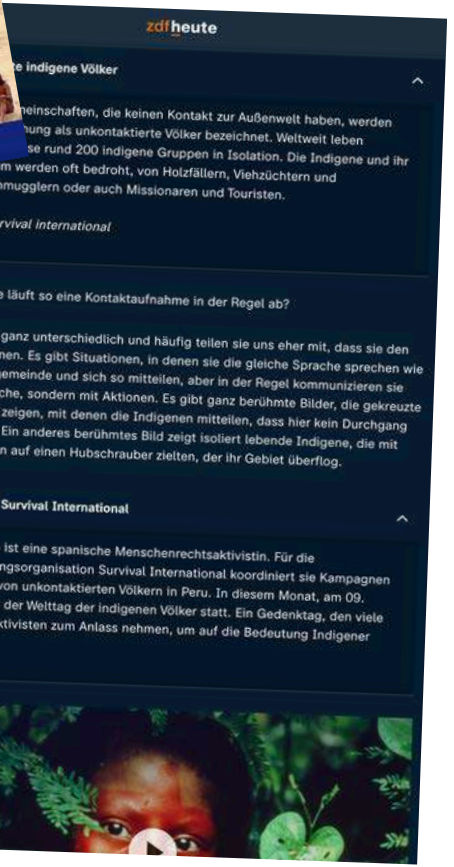 zdfheute
te indigene Völker
neinschaften, die keinen Kontakt zur Außenwelt haben, werden
nung als unkontaktierte Völker bezeichnet. Weltweit leben
se rund 200 indigene Gruppen in Isolation. Die Indigene und ihr
m werden oft bedroht, von Holzfällern, Viehzüchtern und
hmugglern oder auch Missionaren und Touristen.
rvival international
e läuft so eine Kontaktaufnahme in der Regel ab?
ganz unterschiedlich und häufig teilen sie uns eher mit, dass sie den
nen. Es gibt Situationen, in denen sie die gleiche Sprache sprechen wie
gemeinde und sich so mitteilen, aber in der Regel kommunizieren sie
che, sondern mit Aktionen. Es gibt ganz berühmte Bilder, die gekreuzte
zeigen, mit denen die Indigenen mitteilen, dass hier kein Durchgang
Ein anderes berühmtes Bild zeigt isoliert lebende Indigene, die mit
n auf einen Hubschrauber zielten, der ihr Gebiet überflog.
Survival International
ist eine spanische Menschenrechtsaktivistin. Für die
ngsorganisation Survival International koordiniert sie Kampagnen
von unkontaktierten Völkern in Peru. In diesem Monat, am 09.
der Welttag der indigenen Völker statt. Ein Gedenktag, den viele
ktivisten zum Anlass nehmen, um auf die Bedeutung Indigener